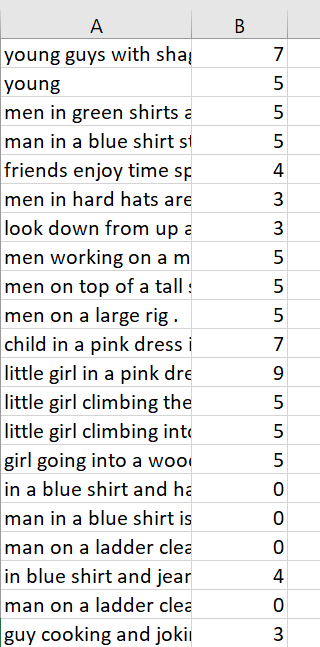 A B
young guys with shag 7
young 5
men in green shirts a 5
man in a blue shirt st 5
friends enjoy time sp 4
men in hard hats are 3
look down from up a 3
men working on a m 5
men on top of a tall s 5
men on a large rig . 5
child in a pink dress i 7
little girl in a pink dre 9
little girl climbing the 5
little girl climbing into 5
girl going into a wood 5
in a blue shirt and ha 0
man in a blue shirt is 0
man on a ladder clea 0
in blue shirt and jean 4
man on a ladder clea 0
guy cooking and jokin 3